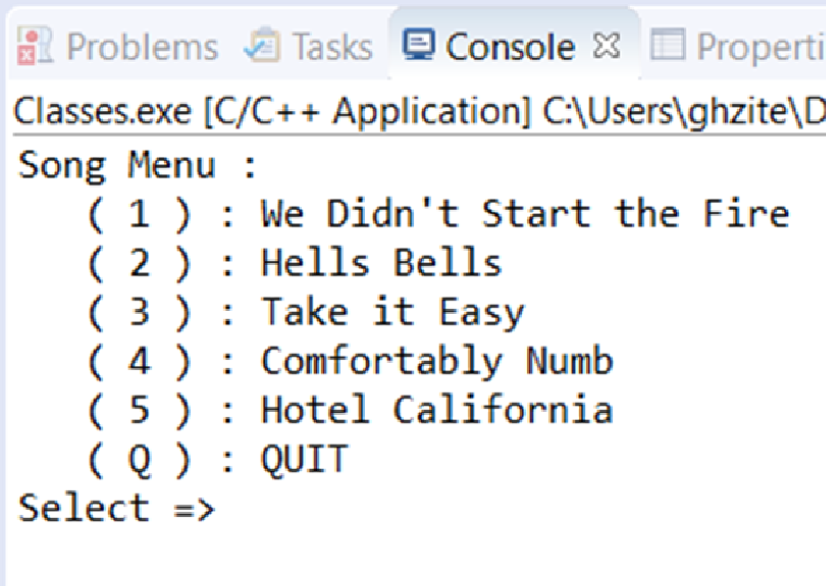 Problems Tasks Console Properti
Classes.exe [C/C++ Application] C:\Users\ghzite\D
Song Menu :
( 1 ) : We Didn't Start the Fire
( 2 ) : Hells Bells
( 3 ) : Take it Easy
( 4 ) : Comfortably Numb
( 5 ) : Hotel California
( Q ) : QUIT
Select =>